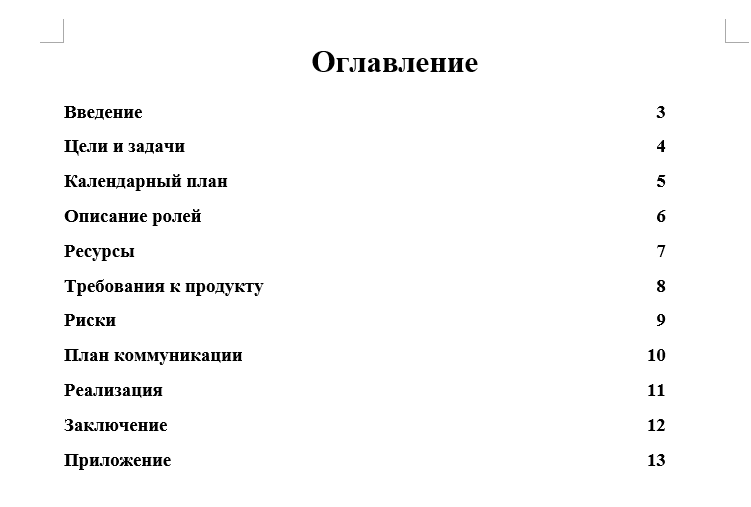 Оглавление
Введение 3
Цели и задачи 4
Календарный план 5
Описание ролей 6
Ресурсы 7
Требования к продукту 8
Риски 9
План коммуникации 10
Реализация 11
Заключение 12
Приложение 13